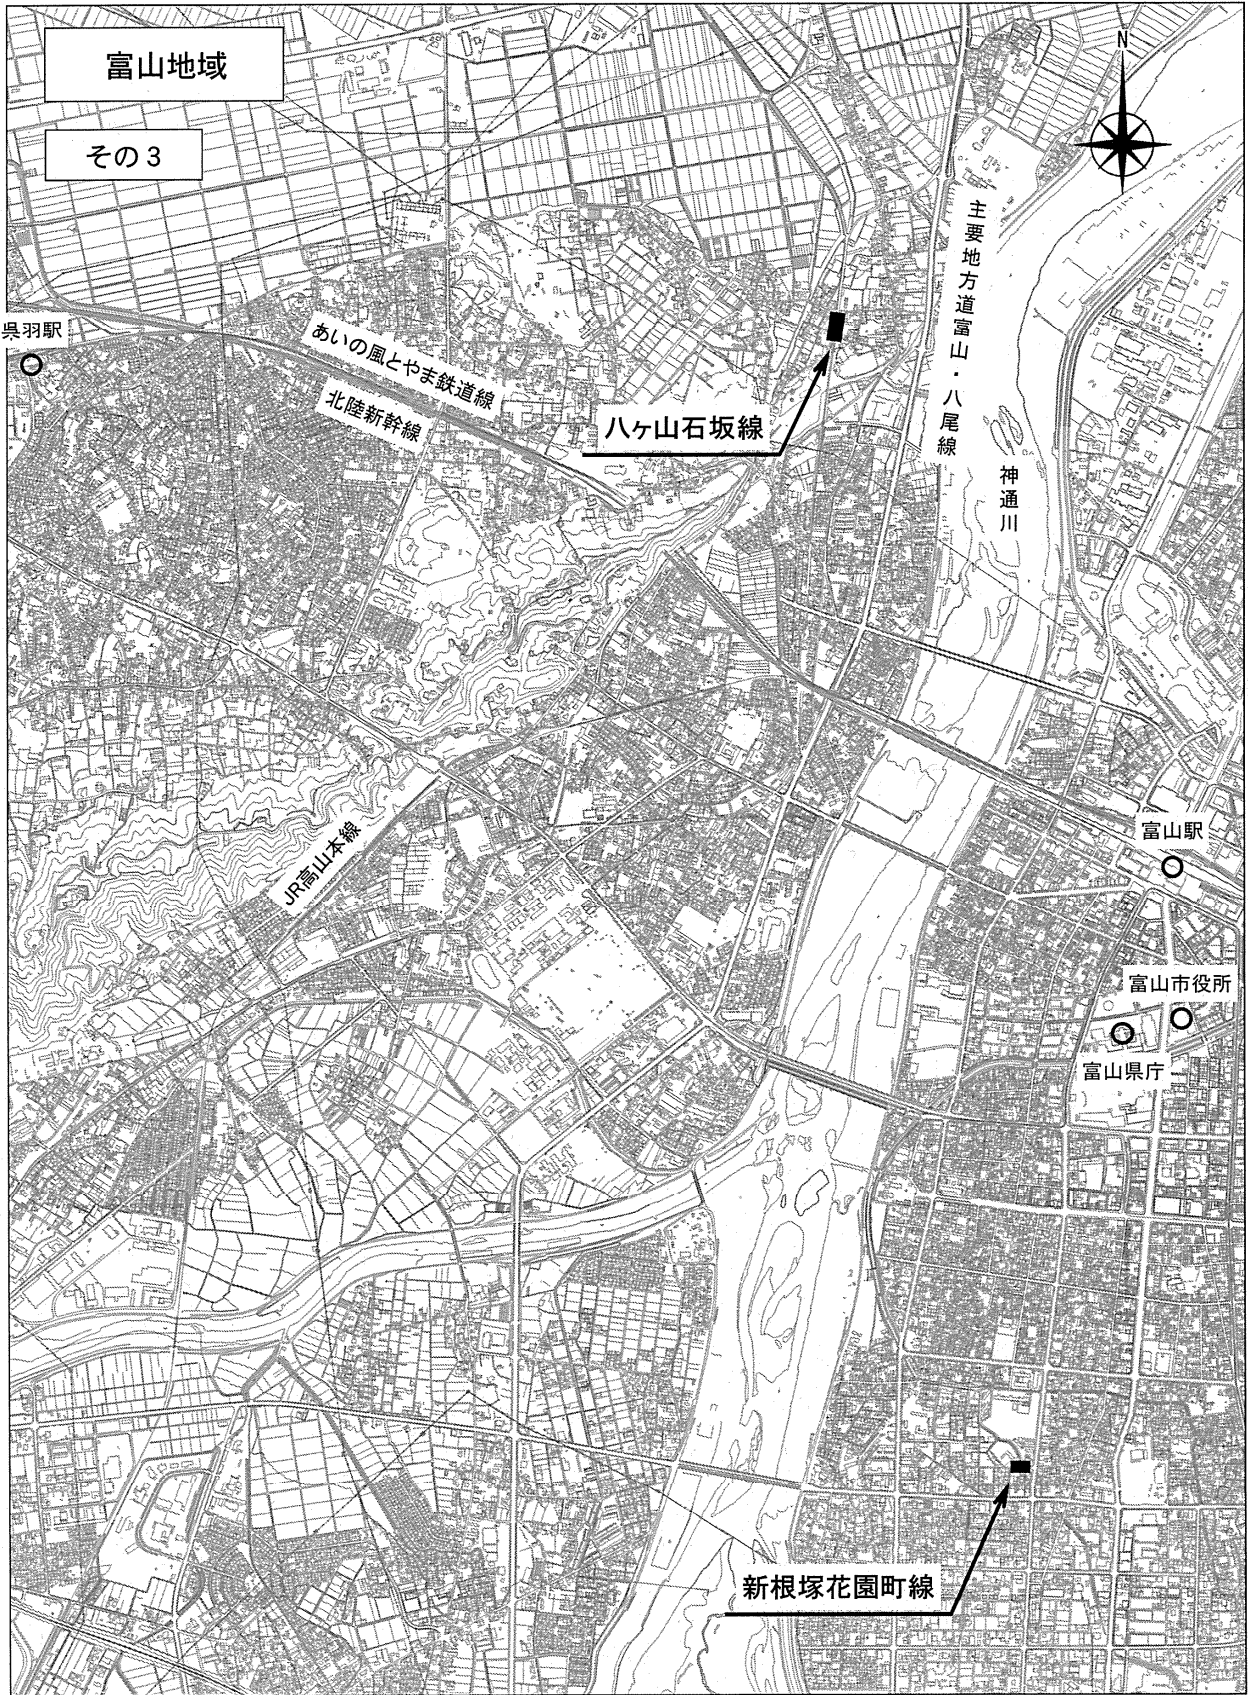 富山地域
その3
N
主要地方道富山・八尾線
呉羽駅
あいの風とやま鉄道線
北陸新幹線
八ヶ山石坂線
神通川
富山駅
JR高山本線
富山市役所
富山県庁
新根塚花園町線